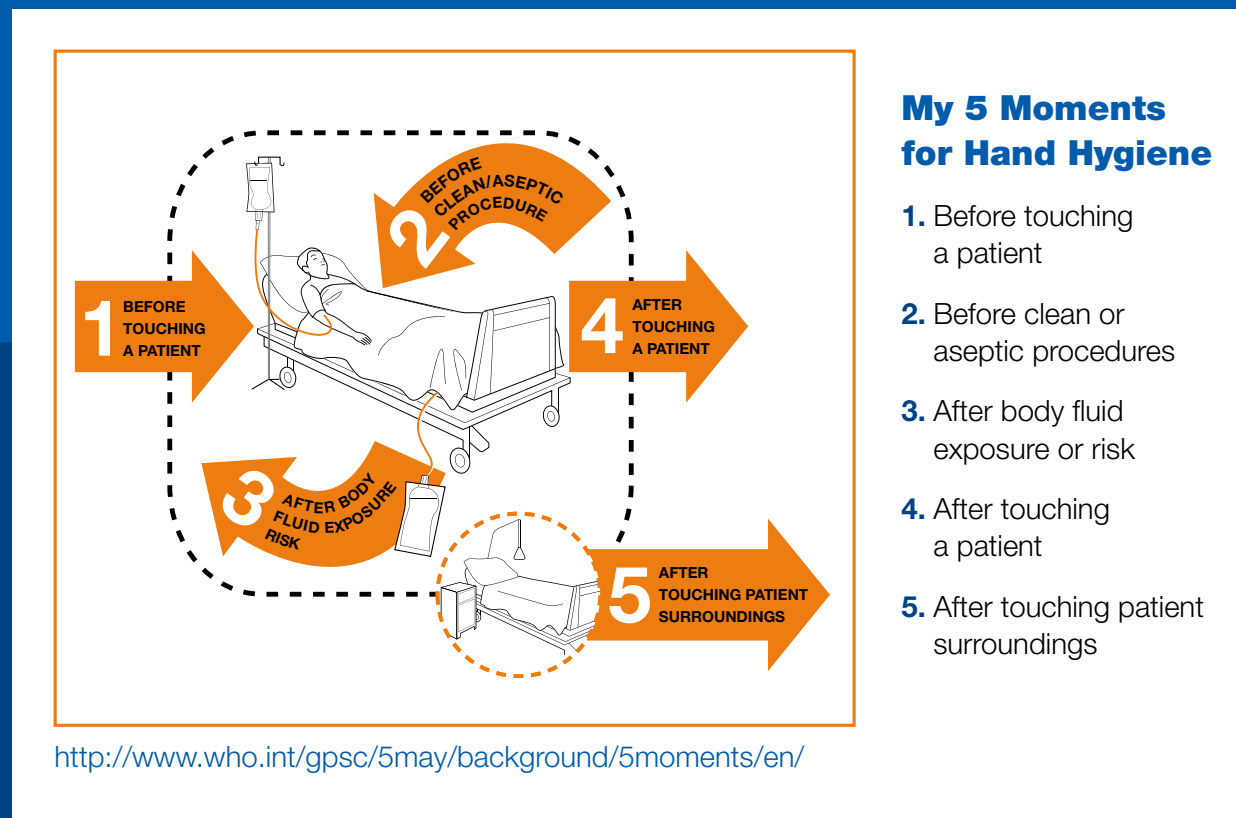 BEFORE
CLEAN/ASEPTIC
PROCEDURE
2
1
BEFORE
TOUCHING
A PATIENT
4
AFTER
TOUCHING
A PATIENT
3
AFTER BODY
FLUID EXPOSURE
RISK
5
AFTER
TOUCHING PATIENT
SURROUNDINGS
http://www.who.int/gpsc/5may/background/5moments/en/
My 5 Moments
for Hand Hygiene
1. Before touching
a patient
2. Before clean or
aseptic procedures
3. After body fluid
exposure or risk
4. After touching
a patient
5. After touching patient
surroundings